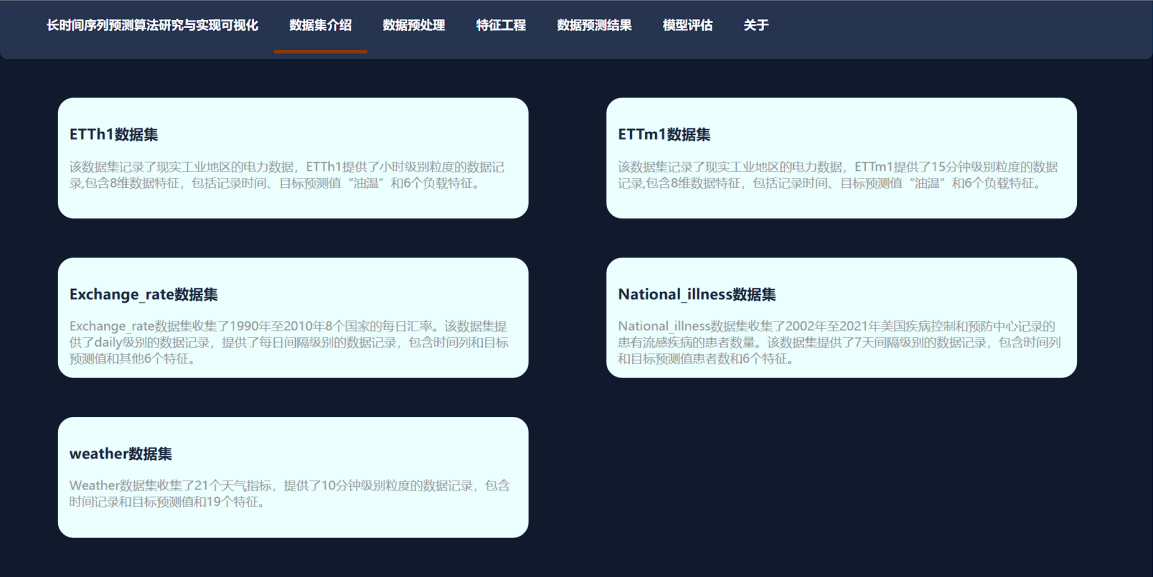 长时间序列预测算法研究与实现可视化 数据集介绍 数据预处理 特征工程 数据预测结果 模型评估 关于
ETTh1数据集
该数据集记录了现实工业地区的电力数据，ETTh1提供了小时级别粒度的数据记
录,包含8维数据特征，包括记录时间、目标预测值“油温”和6个负载特征。
ETTm1数据集
该数据集记录了现实工业地区的电力数据，ETTm1提供了15分钟级别粒度的数据
记录,包含8维数据特征，包括记录时间、目标预测值“油温”和6个负载特征。
Exchange_rate数据集
Exchange_rate数据集收集了1990年至2010年8个国家的每日汇率。该数据集提
供了daily级别的数据记录，提供了每日间隔级别的数据记录，包含时间列和目标
预测值和其他6个特征。
National_illness数据集
National_illness数据集收集了2002年至2021年美国疾病控制和预防中心记录的
患有流感疾病的患者数量。该数据集提供了7天间隔级别的数据记录，包含时间列
和目标预测值患者数和6个特征。
weather数据集
Weather数据集收集了21个天气指标，提供了10分钟级别粒度的数据记录，包含
时间记录和目标预测值和19个特征。